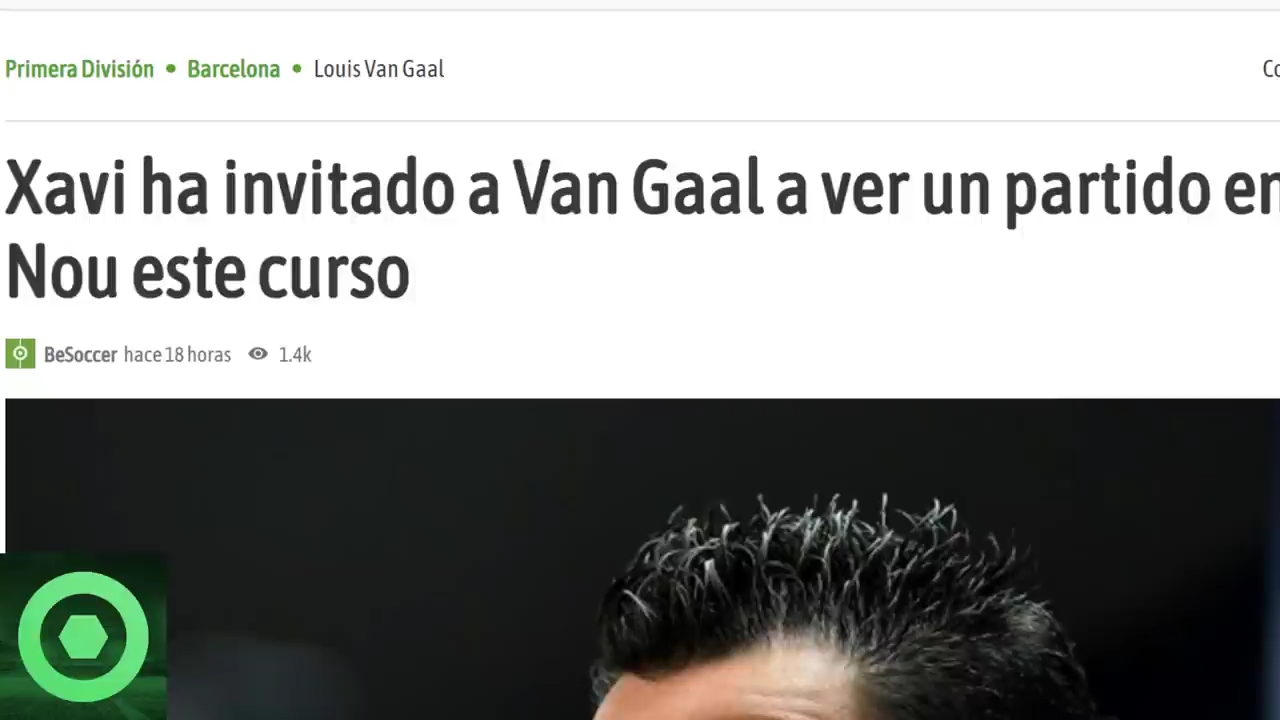 Primera División • Barcelona • Louis Van Gaal
Xavi ha invitado a Van Gaal a ver un partido en
Nou este curso
BeSoccer hace 18 horas 1.4k